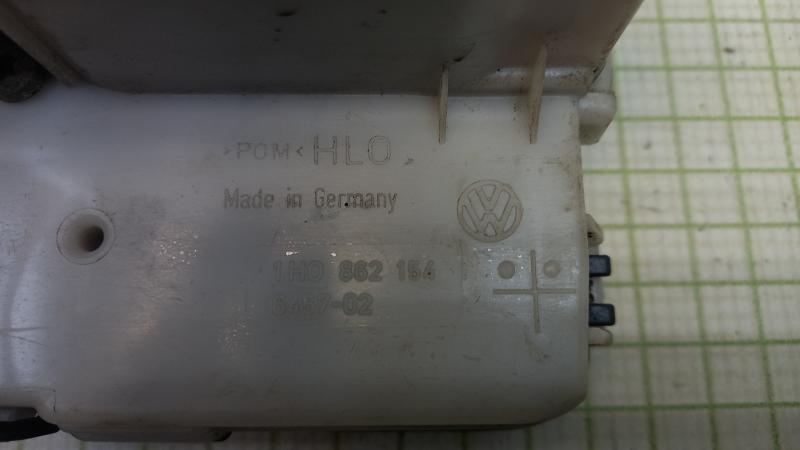 >POM< HLO
Made in Germany
1H0 862 154
6457-02